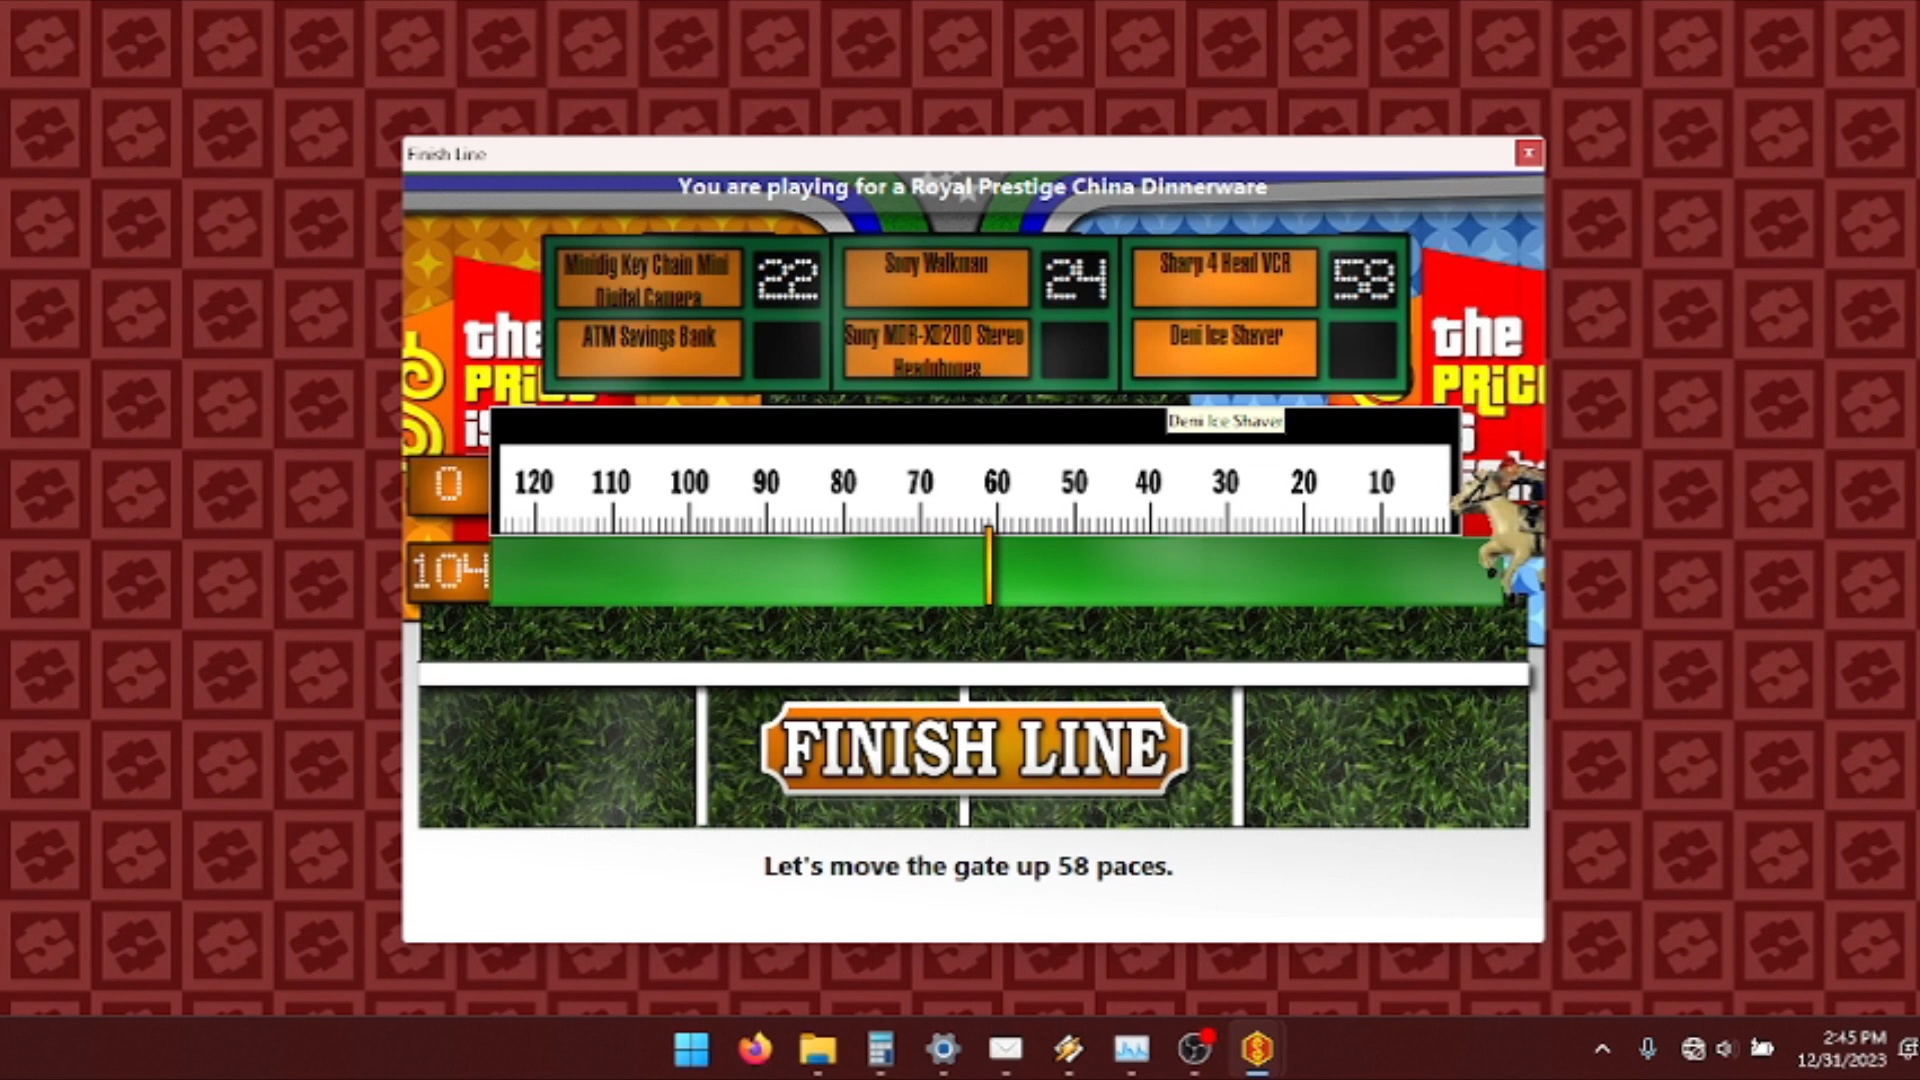 Finish Line
x
You are playing for a Royal Prestige China Dinnerware
Minidig Key Chain Mini
Digital Camera
22
Sony Walkman
24
Sharp 4 Head VCR
58
ATM Savings Bank
Sony MDR-XD200 Stereo
Headphones
Deni Ice Shaver
the
PRiC
is
the
PRiC
Deni Ice Shaver
120 110 100 90 80 70 60 50 40 30 20 10
0
104
FINISH LINE
Let's move the gate up 58 paces.
2:45 PM
12/31/2023